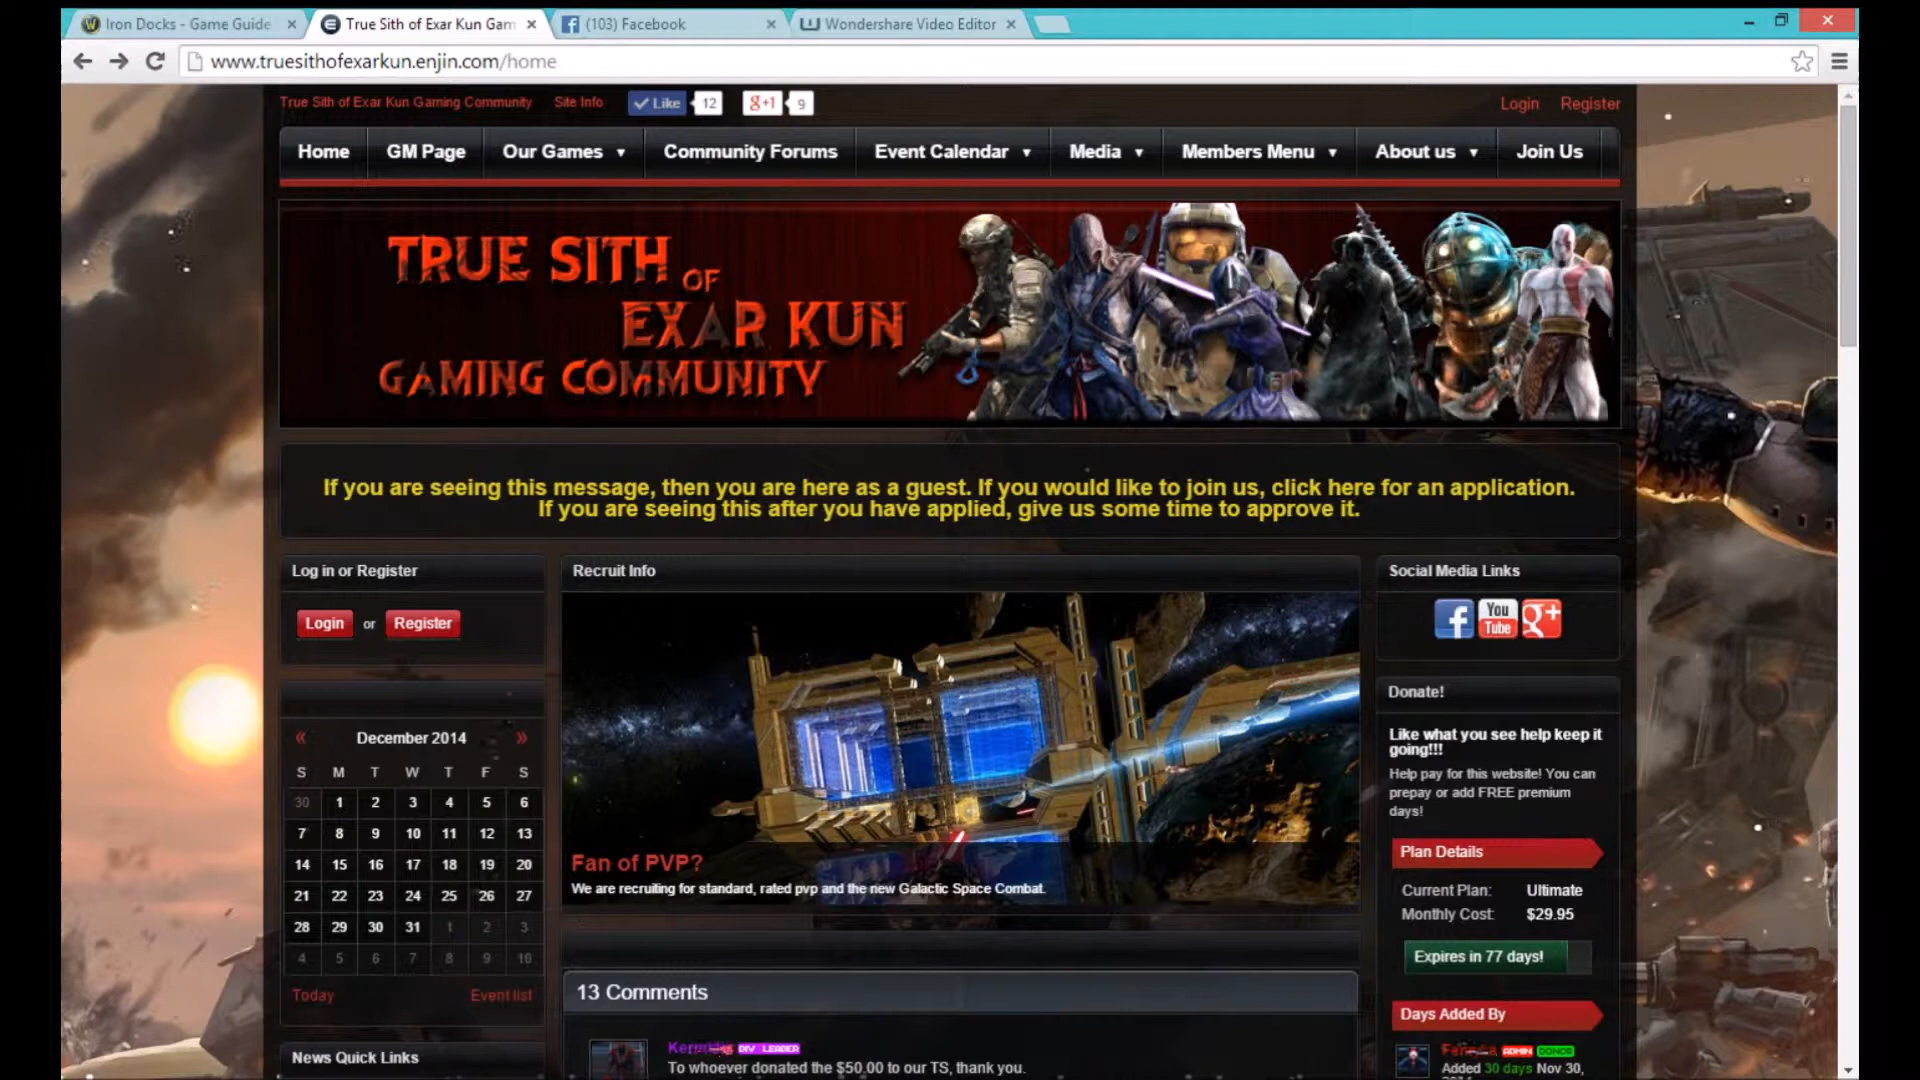 Iron Docks - Game Guide
True Sith of Exar Kun Gam
(103) Facebook
Wondershare Video Editor
www.truesithofexarkun.enjin.com/home
True Sith of Exar Kun Gaming Community
Site Info
Like
12
g+1
9
Login
Register
Home
GM Page
Our Games
Community Forums
Event Calendar
Media
Members Menu
About us
Join Us
TRUE SITH
OF
EXAR KUN
GAMING COMMUNITY
If you are seeing this message, then you are here as a guest. If you would like to join us, click here for an application.
If you are seeing this after you have applied, give us some time to approve it.
Log in or Register
Login or Register
« December 2014 »
S M T W T F S
30 1 2 3 4 5 6
7 8 9 10 11 12 13
14 15 16 17 18 19 20
21 22 23 24 25 26 27
28 29 30 31 1 2 3
4 5 6 7 8 9 10
Today Event list
News Quick Links
Recruit Info
Fan of PVP?
We are recruiting for standard, rated pvp and the new Galactic Space Combat.
13 Comments
DIV LEADER
To whoever donated the $50.00 to our TS, thank you.
Social Media Links
f
You
Tube
g+
Donate!
Like what you see help keep it
going!!!
Help pay for this website! You can
prepay or add FREE premium
days!
Plan Details
Current Plan: Ultimate
Monthly Cost: $29.95
Expires in 77 days!
Days Added By
ADMIN DONOR
Added 30 days Nov 30,